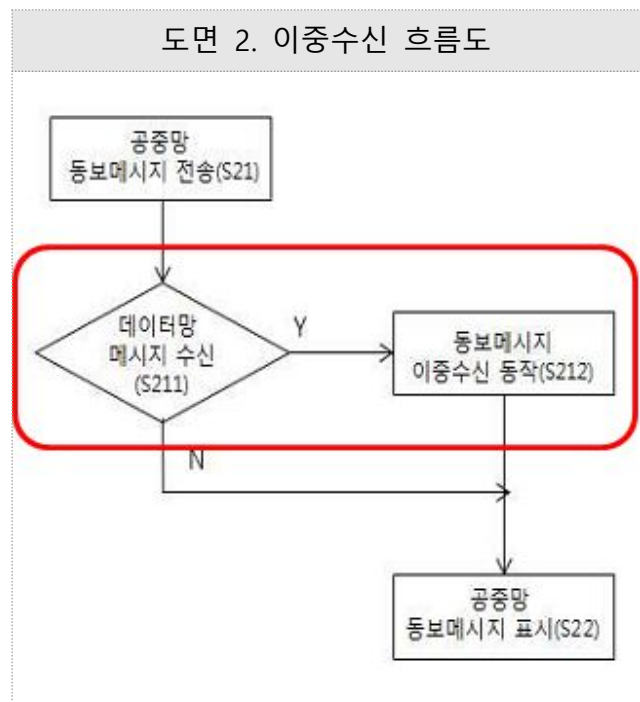 도면 2. 이중수신 흐름도
공중망
동보메시지 전송(S21)
데이터망
메시지 수신
(S211)
Y
동보메시지
이중수신 동작(S212)
N
공중망
동보메시지 표시(S22)